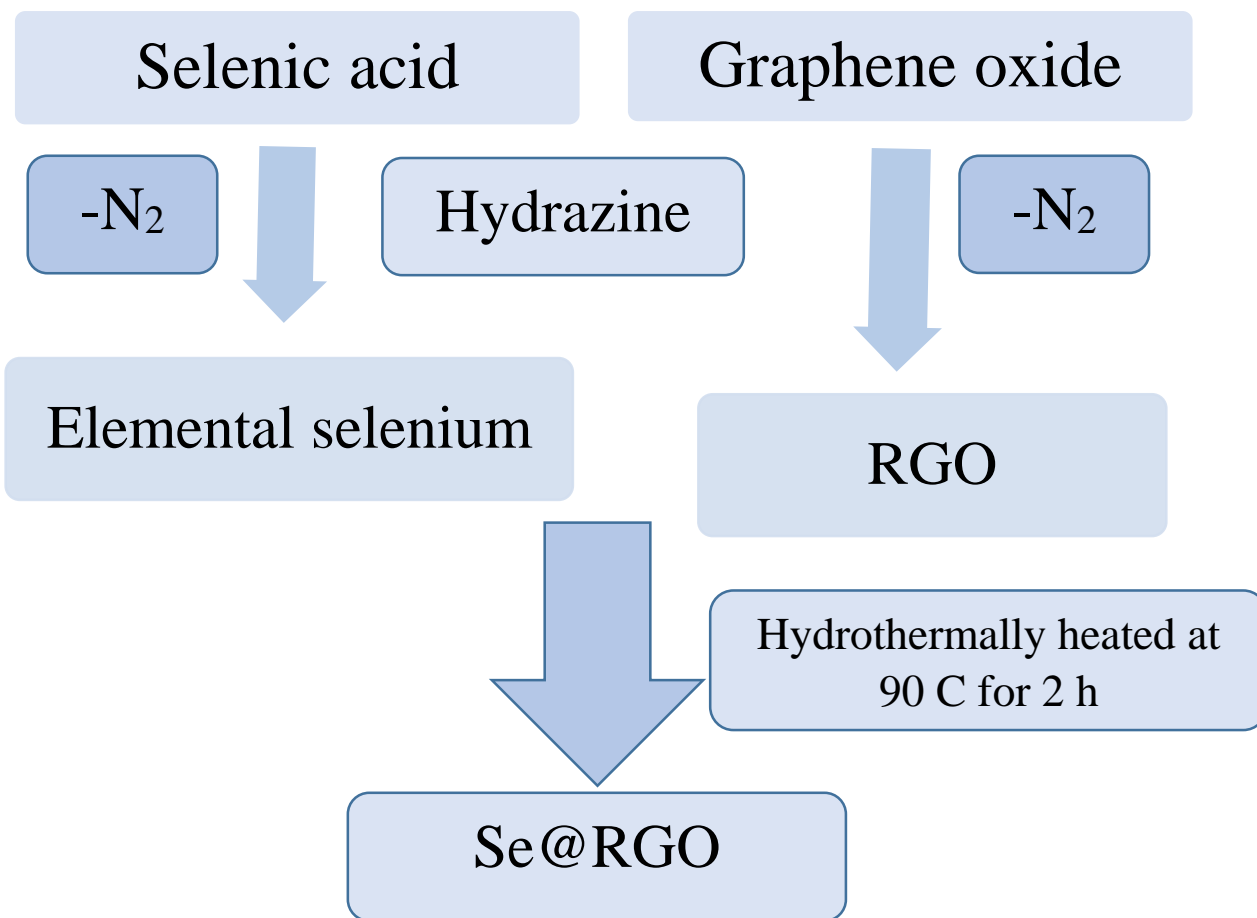 Selenic acid
Graphene oxide
-N₂
Hydrazine
-N₂
Elemental selenium
RGO
Hydrothermally heated at
90 C for 2 h
Se@RGO